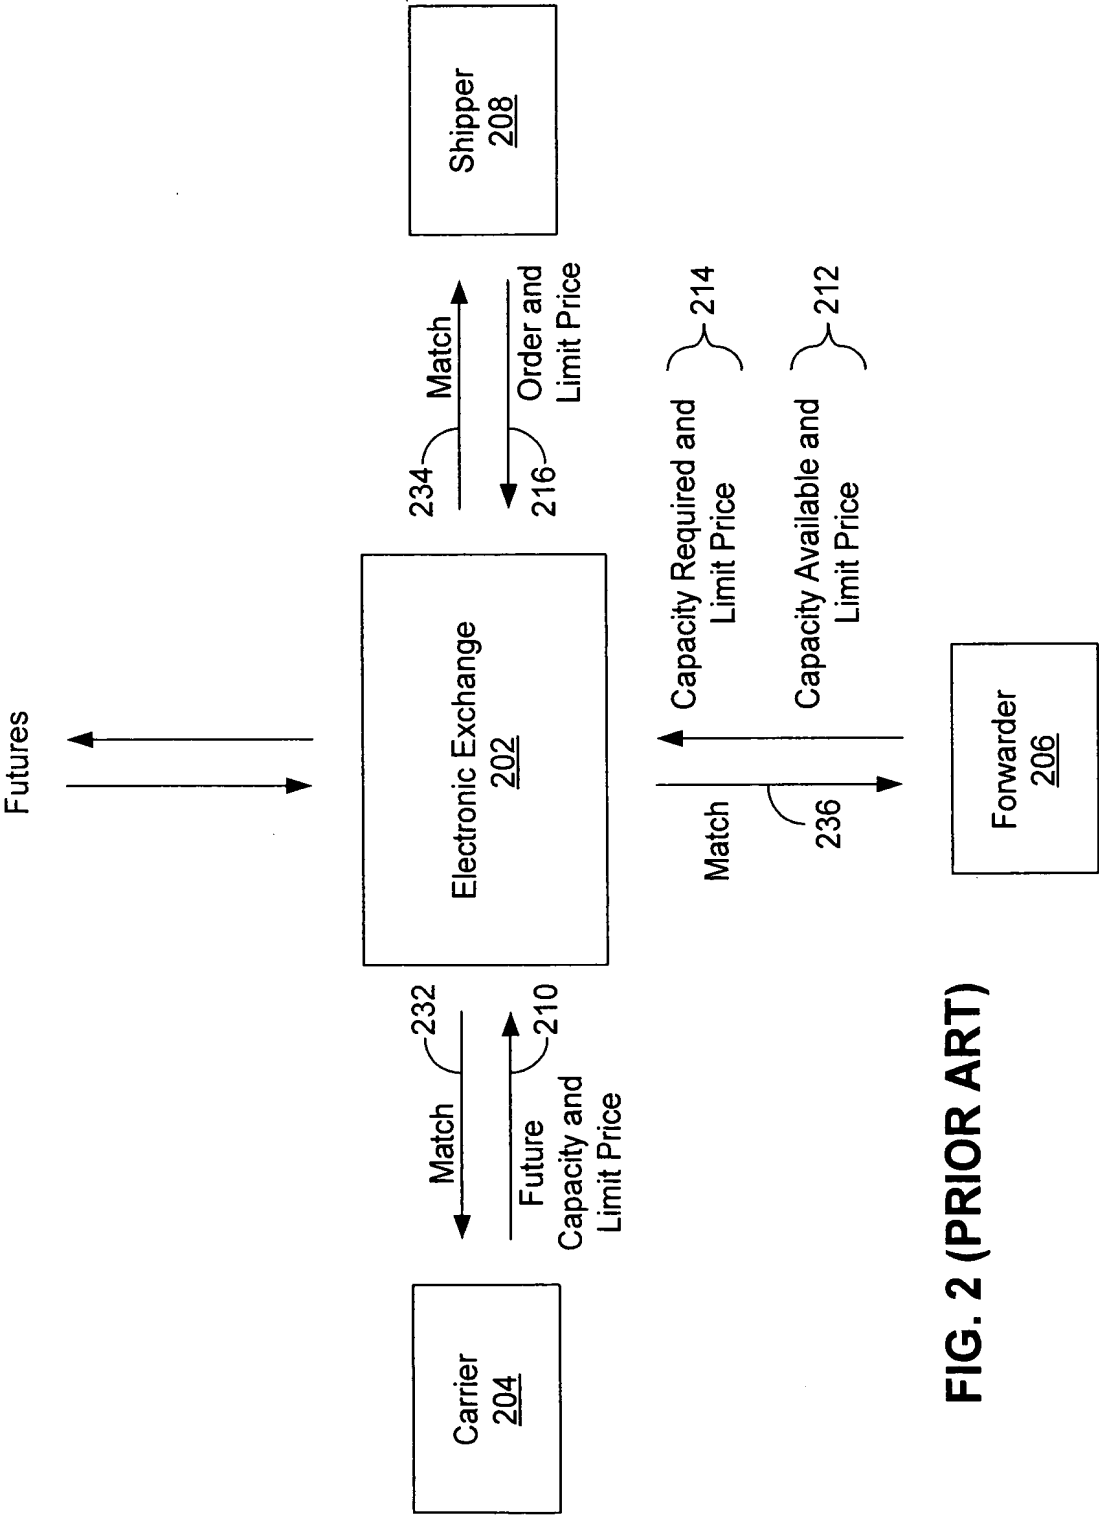 Futures
Carrier
204
232
Match
Future
Capacity and
Limit Price
210
Electronic Exchange
202
234
Match
216
Order and
Limit Price
Shipper
208
Match
236
Capacity Required and
Limit Price
214
Capacity Available and
Limit Price
212
Forwarder
206
FIG. 2 (PRIOR ART)